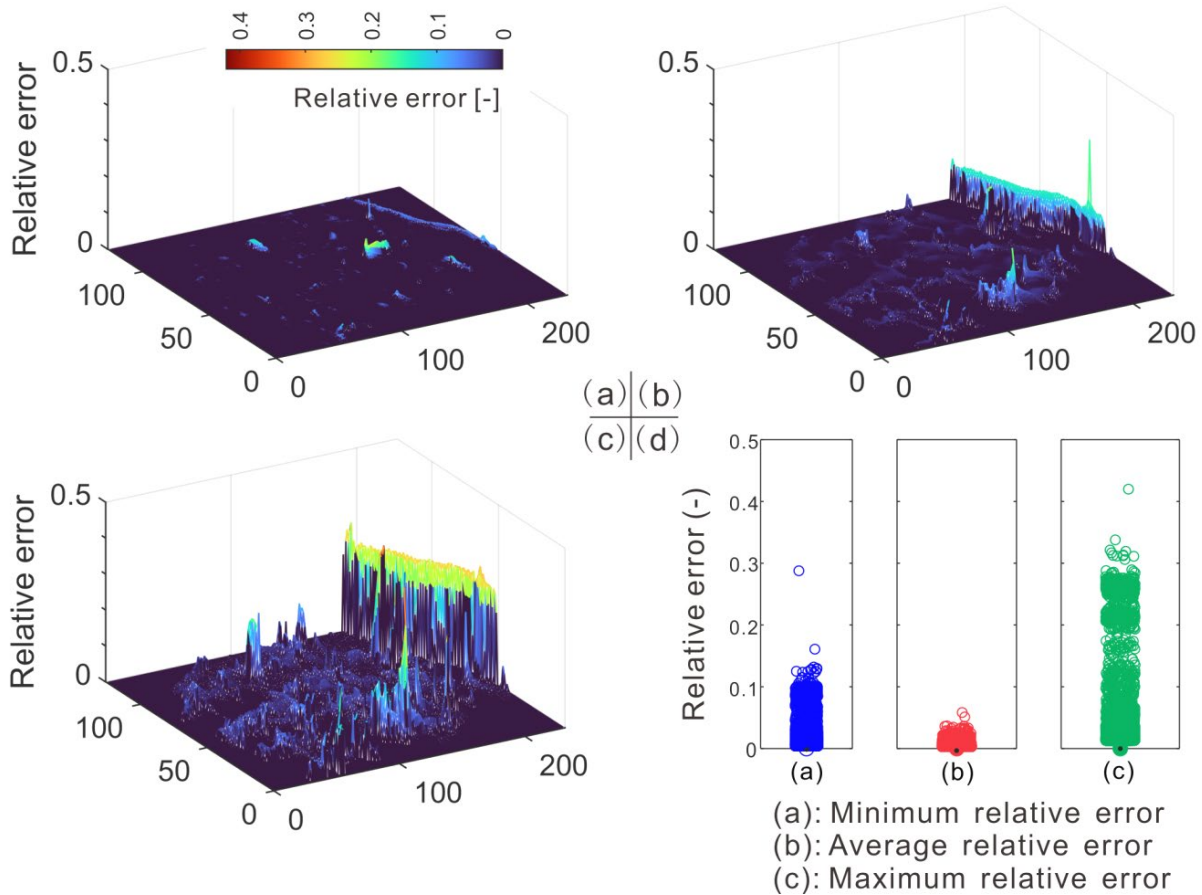 0.4 0.3 0.2 0.1 0
Relative error [-]
Relative error
0.5
0
100
50
0
0
100
200
0.5
0
100
50
0
0
100
200
(a) (b)
(c) (d)
Relative error
0.5
0
100
50
0
0
100
200
Relative error (-)
0.5
0.4
0.3
0.2
0.1
0
(a) (b) (c)
(a): Minimum relative error
(b): Average relative error
(c): Maximum relative error